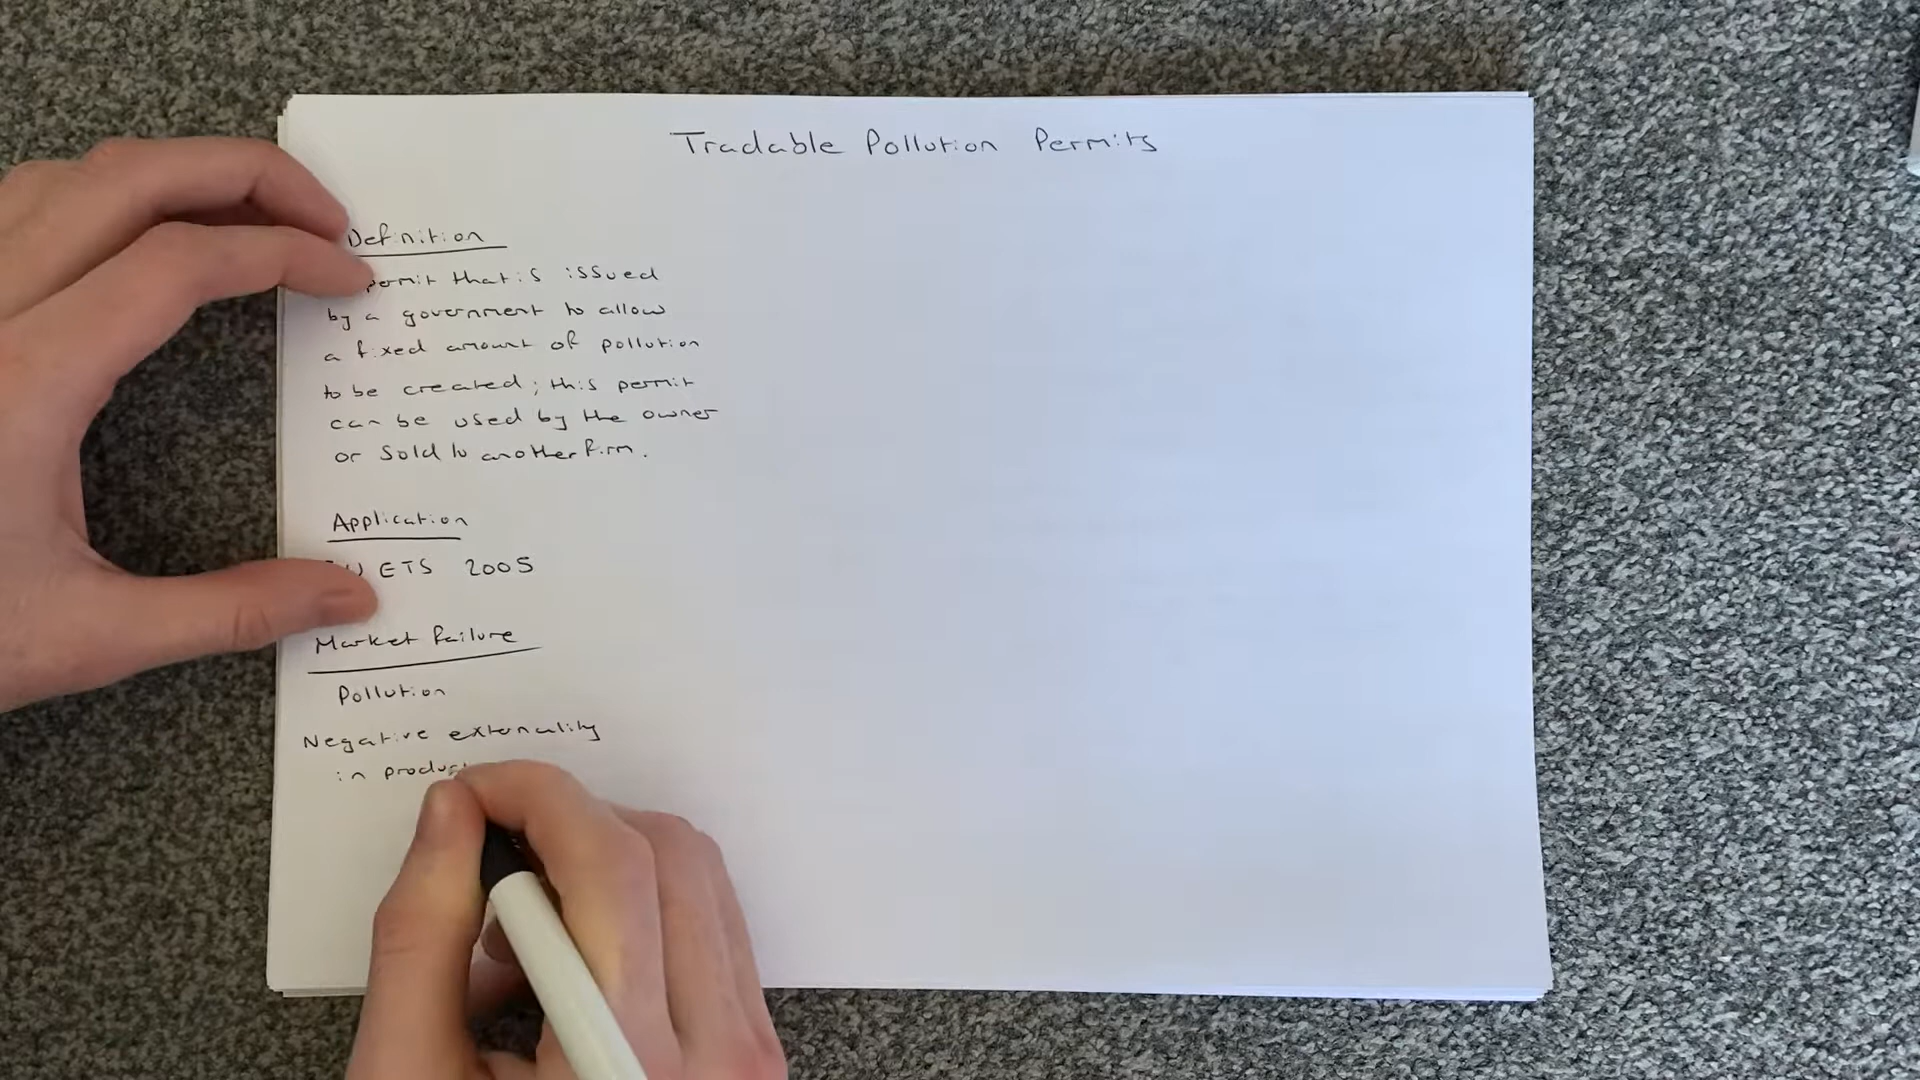 Tradable Pollution Permits
Definition
permit that is issued
by a government to allow
a fixed amount of pollution
to be created; this permit
can be used by the owner
or sold to another firm.
Application
ETS 2005
Market failure
Pollution
Negative externality
in